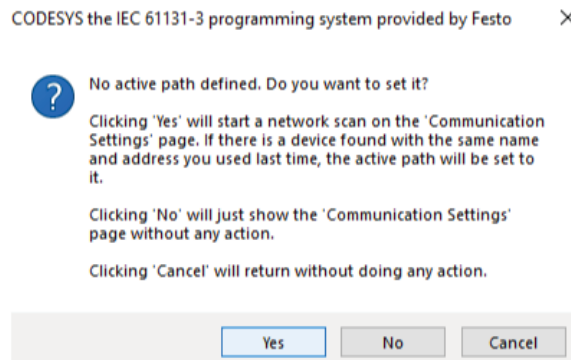 CODESYS the IEC 61131-3 programming system provided by Festo
No active path defined. Do you want to set it?
Clicking 'Yes' will start a network scan on the 'Communication
Settings' page. If there is a device found with the same name
and address you used last time, the active path will be set to
it.
Clicking 'No' will just show the 'Communication Settings'
page without any action.
Clicking 'Cancel' will return without doing any action.
Yes No Cancel